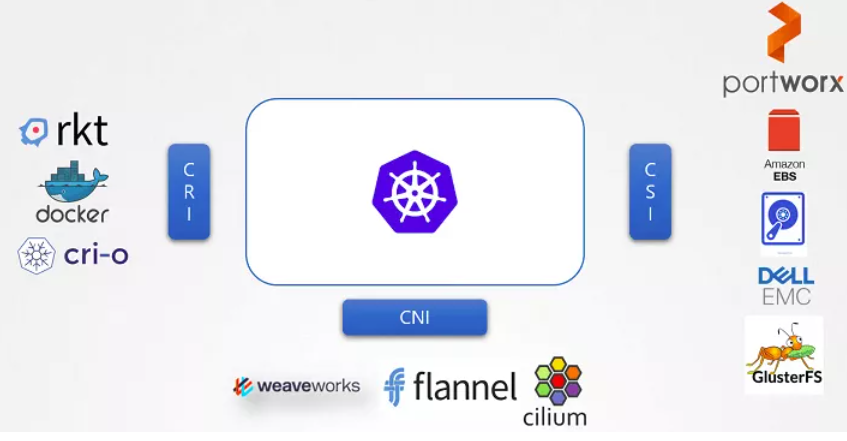 portworx
rkt
docker
cri-o
C
R
I
C
S
I
Amazon
EBS
DELL
EMC
GlusterFS
CNI
weaveworks
flannel
cilium